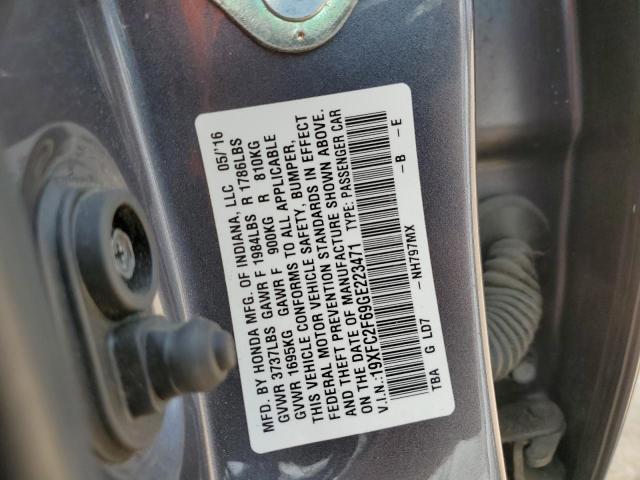 MFD. BY HONDA MFG. OF INDIANA, LLC 05/'16
GVWR 3737LBS GAWR F 1984LBS R 1786LBS
GVWR 1695KG GAWR F 900KG R 810KG
THIS VEHICLE CONFORMS TO ALL APPLICABLE
FEDERAL MOTOR VEHICLE SAFETY, BUMPER,
AND THEFT PREVENTION STANDARDS IN EFFECT
ON THE DATE OF MANUFACTURE SHOWN ABOVE.
V.I.N.:19XFC2F69GE223471 TYPE: PASSENGER CAR
-NH797MX -B -E
TBA G LD7